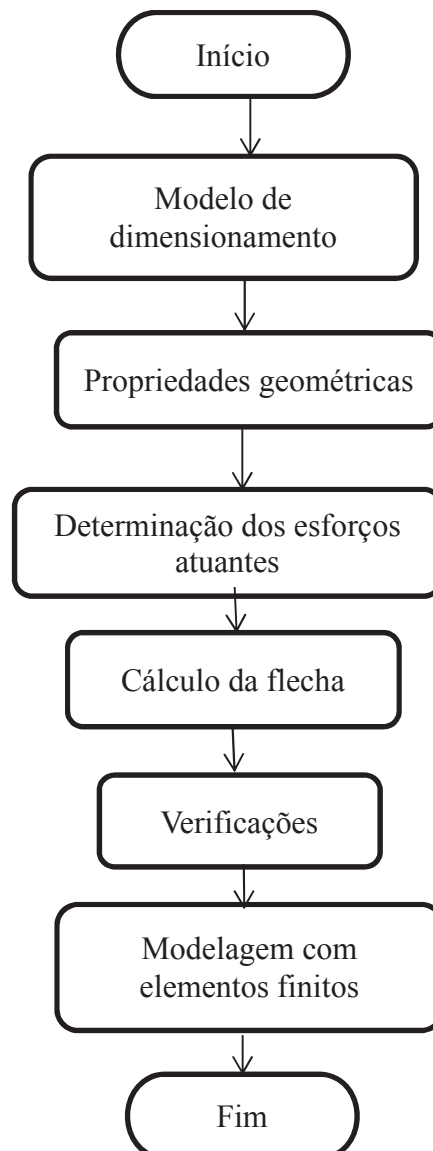 Início
Modelo de
dimensionamento
Propriedades geométricas
Determinação dos esforços
atuantes
Cálculo da flecha
Verificações
Modelagem com
elementos finitos
Fim